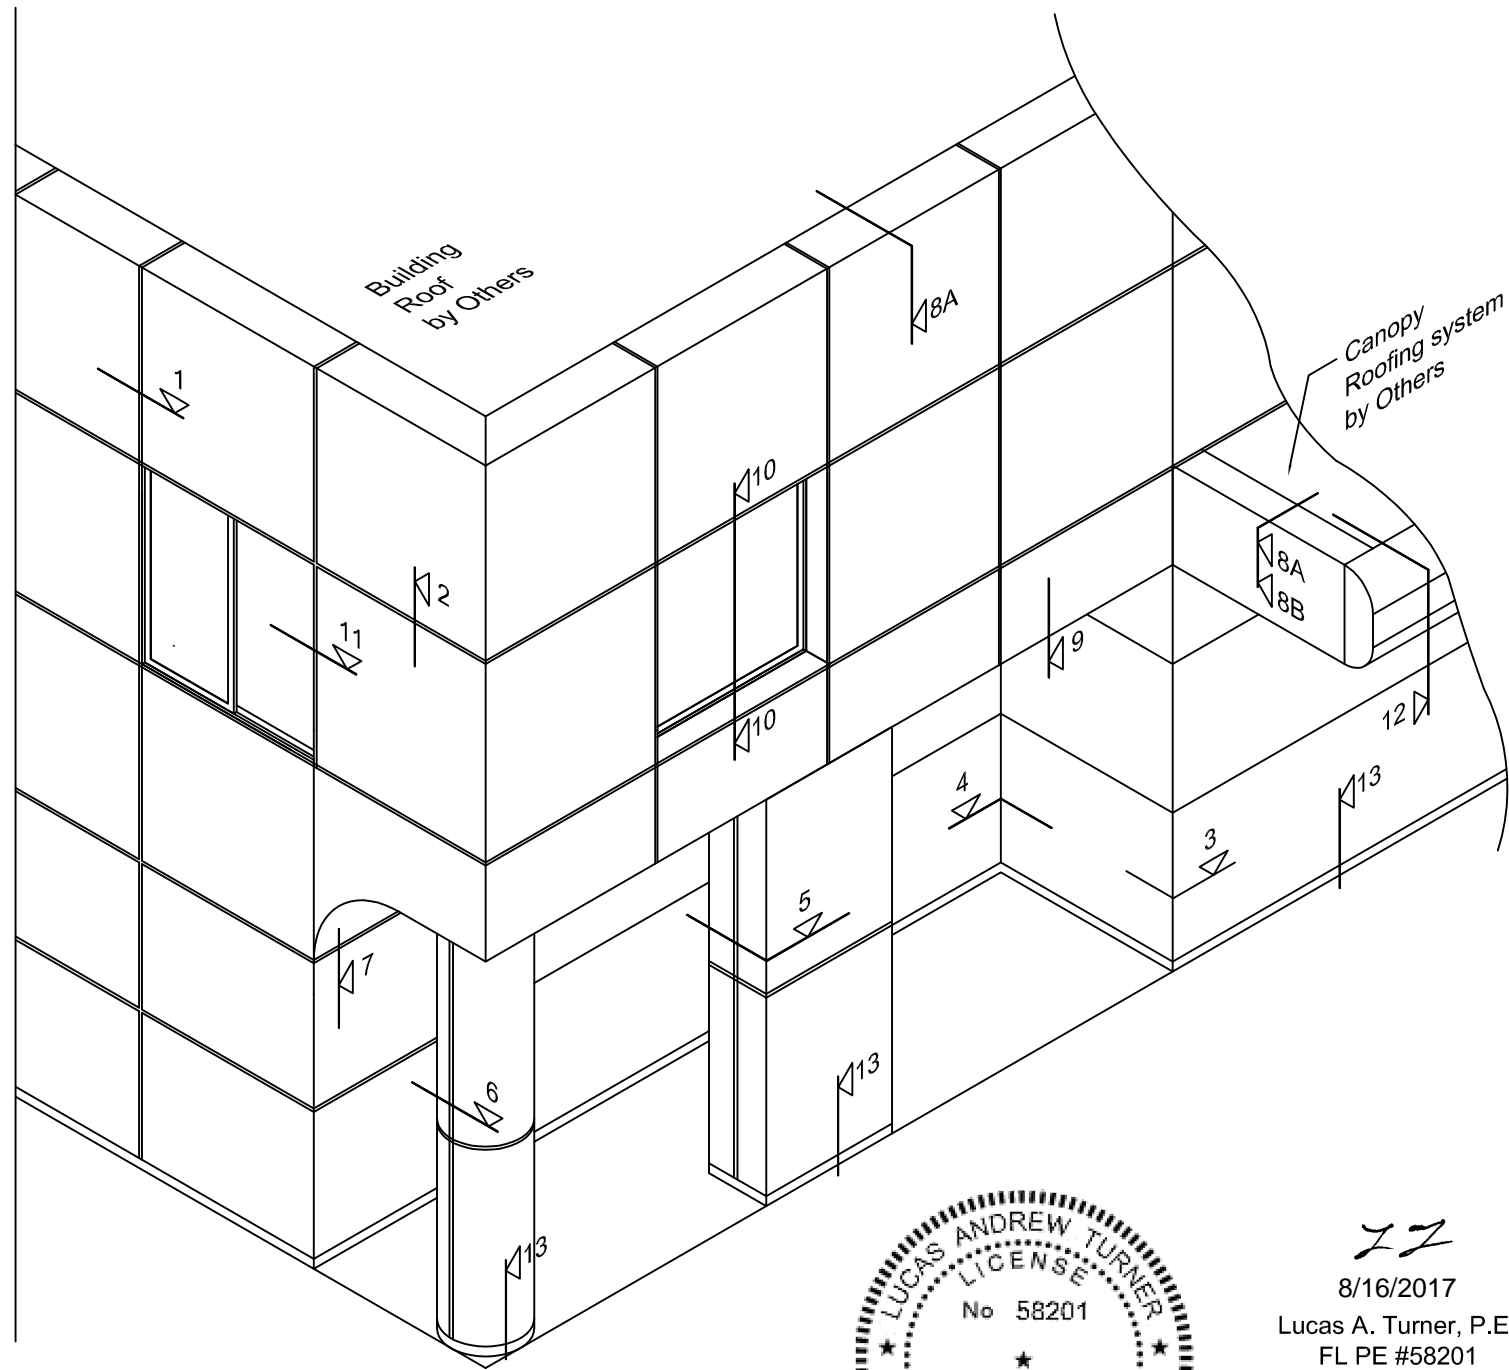 Building
Roof
by Others
8A
1
Canopy
Roofing system
by Others
10
2
11
8A
8B
9
10
12
4
13
3
5
7
13
6
13
LUCAS ANDREW TURNER
LICENSE
No 58201
8/16/2017
Lucas A. Turner, P.E
FL PE #58201